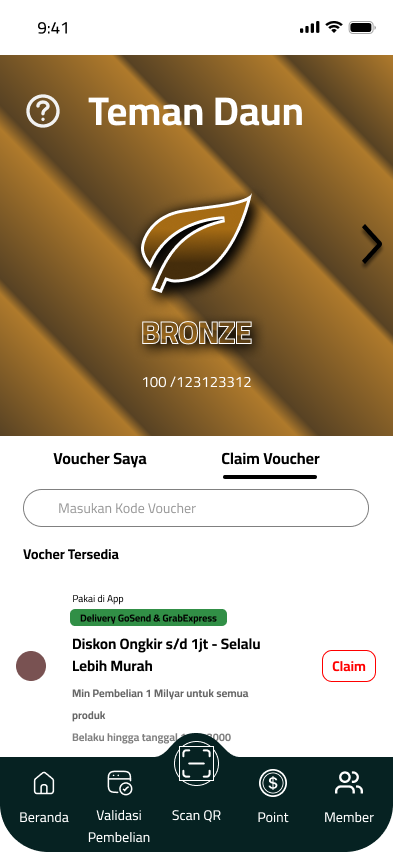 9:41
Teman Daun
BRONZE
100 /123123312
Voucher Saya
Claim Voucher
Masukan Kode Voucher
Vocher Tersedia
Pakai di App
Delivery GoSend & GrabExpress
Diskon Ongkir s/d 1jt - Selalu
Lebih Murah
Claim
Min Pembelian 1 Milyar untuk semua
produk
Belaku hingga tanggal
Beranda
Validasi
Pembelian
Scan QR
Point
Member